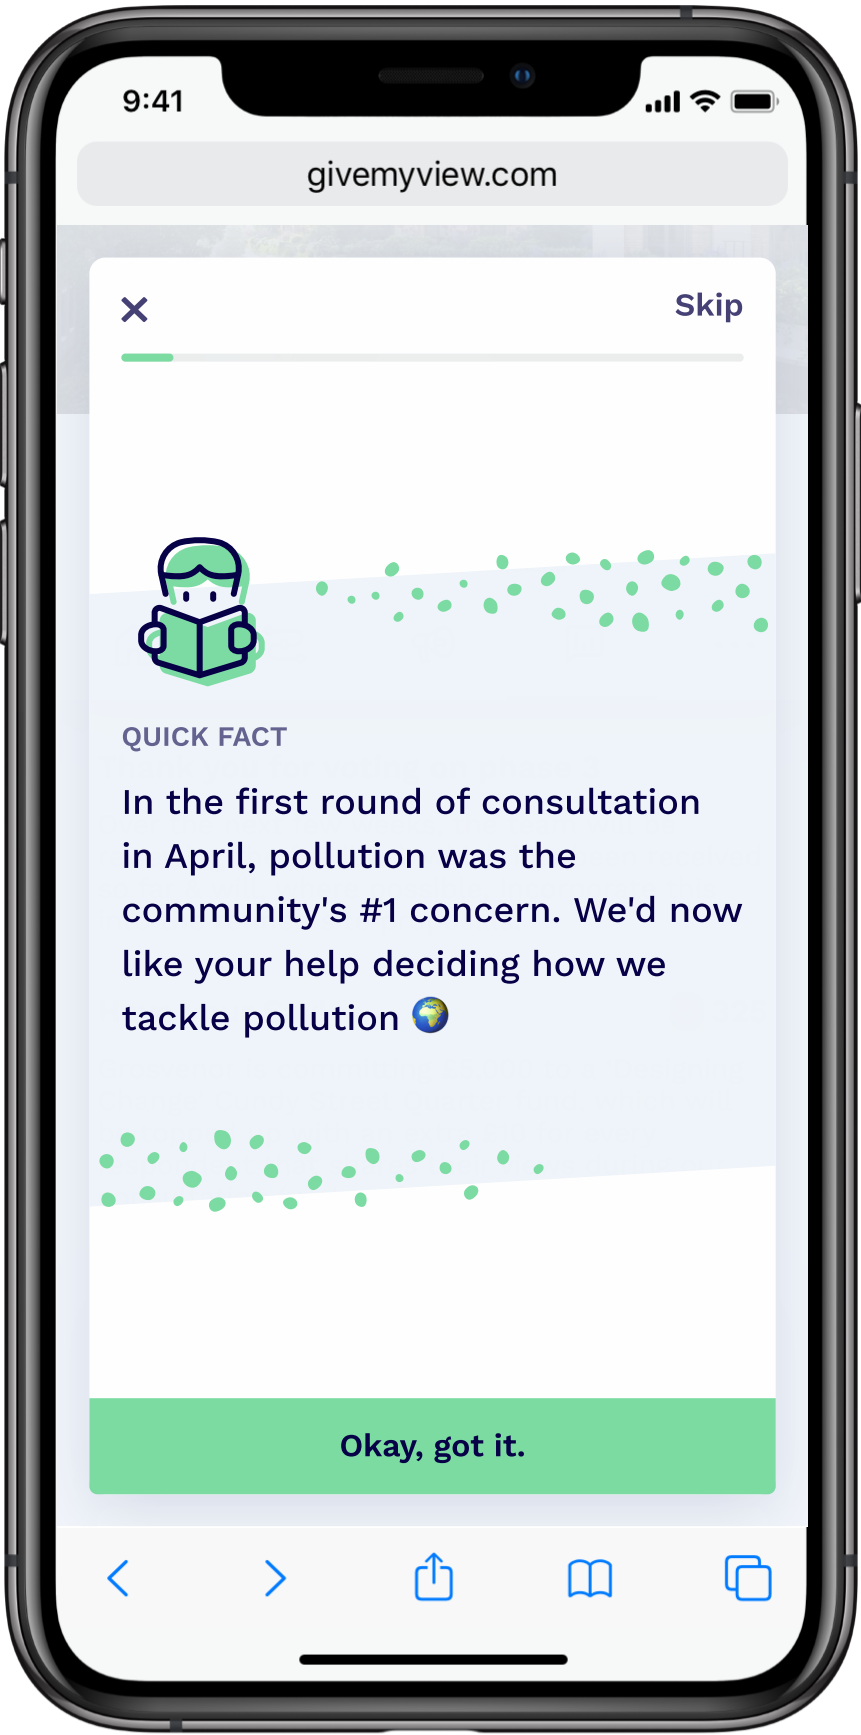 9:41
givemyview.com
Skip
QUICK FACT
In the first round of consultation
in April, pollution was the
community's #1 concern. We'd now
like your help deciding how we
tackle pollution 🌍
Okay, got it.